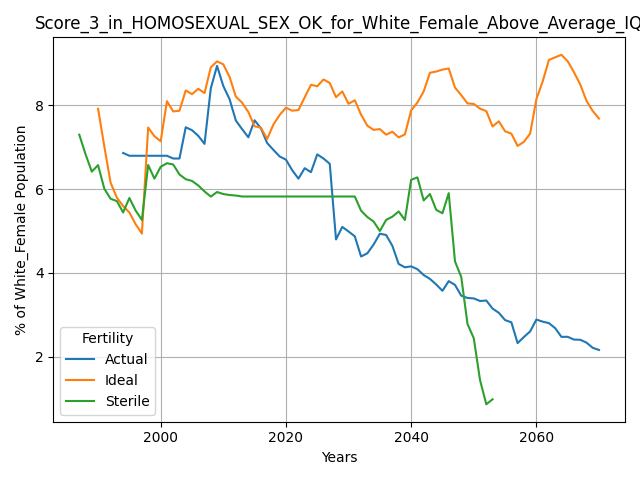 Score_3_in_HOMOSEXUAL_SEX_OK_for_White_Female_Above_Average_IQ
% of White_Female Population
8
6
4
2
Fertility
Actual
Ideal
Sterile
2000 2020 2040 2060
Years